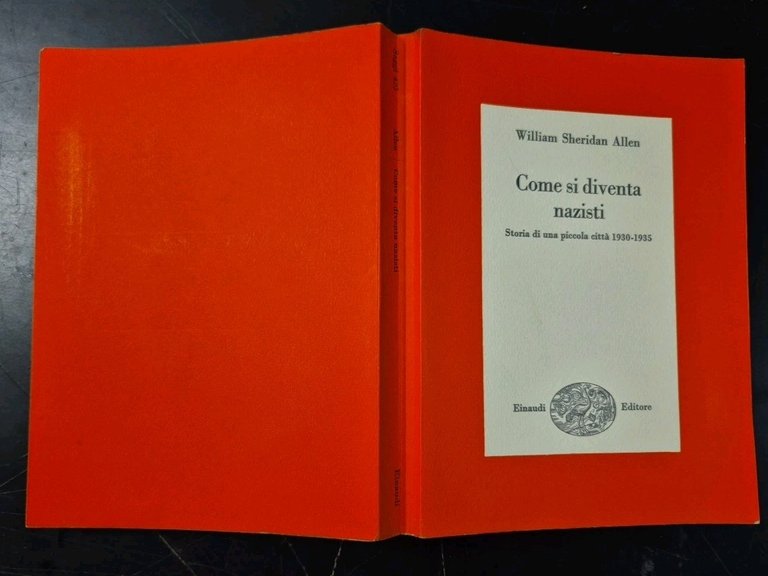 William Sheridan Allen
Come si diventa
nazisti
Storia di una piccola città 1930-1935
Einaudi Editore
Allen Come si diventa nazisti
Einaudi